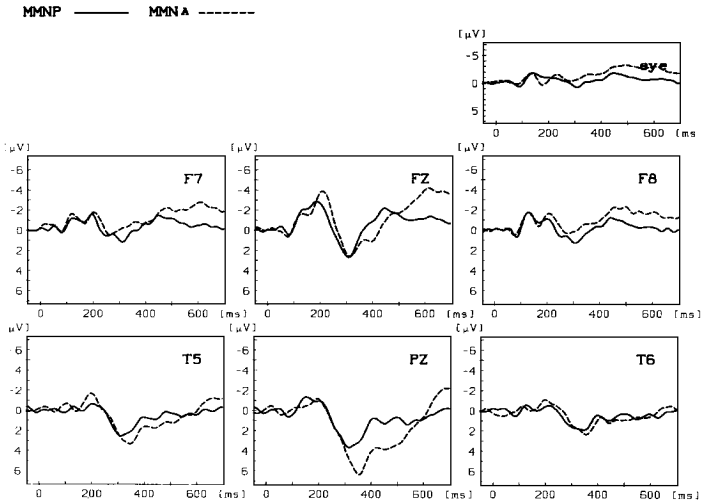 MMNP MMNA
[µV]
-5
0
5
eye
0 200 400 600 [ms
[µV] [µV] [µV]
-6 -6 -6
-4 -4 -4
-2 -2 -2
0 0 0
2 2 2
4 4 4
6 6 6
F7 FZ F8
0 200 400 600 [ms] 0 200 400 600 [ms] 0 200 400 600 [ms]
µV] [µV] [µV]
-6 -6 -6
-2 -2 -2
0 0 0
2 2 2
4 4 4
6 6 6
T5 PZ T6
0 200 400 600 ms 0 200 400 600 ms 0 200 400 600 ms